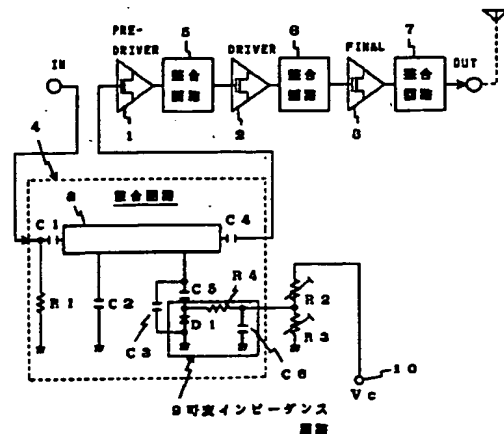 PRE-
DRIVER
5
DRIVER
6
FINAL
7
IN
整合
回路
整合
回路
整合
回路
OUT
1
2
3
4
整合回路
a
C1
C4
R1
C2
C3
C5
R4
D1
C6
R2
R3
10
Vc
9可変インピーダンス
回路